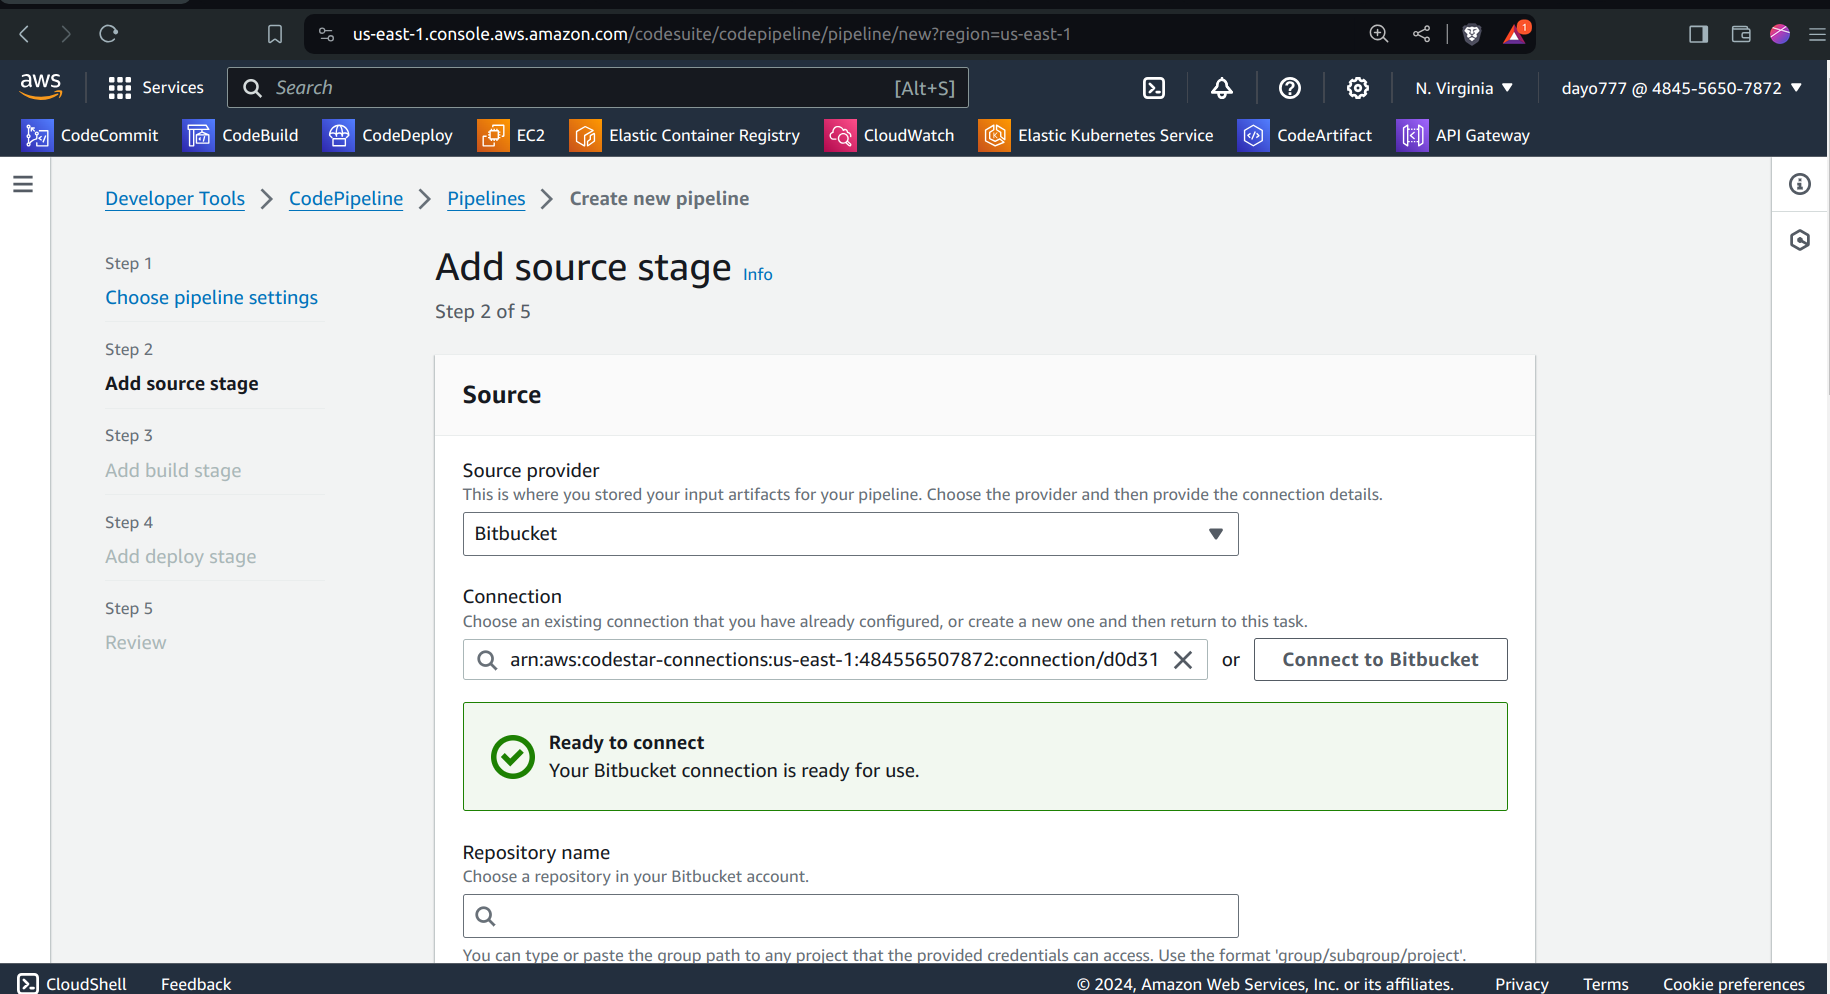 us-east-1.console.aws.amazon.com/codesuite/codepipeline/pipeline/new?region=us-east-1
1
aws
Services
Search
[Alt+S]
N. Virginia
dayo777 @ 4845-5650-7872
CodeCommit
CodeBuild
CodeDeploy
EC2
Elastic Container Registry
CloudWatch
Elastic Kubernetes Service
CodeArtifact
API Gateway
Developer Tools
CodePipeline
Pipelines
Create new pipeline
Step 1
Choose pipeline settings
Step 2
Add source stage
Step 3
Add build stage
Step 4
Add deploy stage
Step 5
Review
Add source stage Info
Step 2 of 5
Source
Source provider
This is where you stored your input artifacts for your pipeline. Choose the provider and then provide the connection details.
Bitbucket
Connection
Choose an existing connection that you have already configured, or create a new one and then return to this task.
arn:aws:codestar-connections:us-east-1:484556507872:connection/d0d31
or
Connect to Bitbucket
Ready to connect
Your Bitbucket connection is ready for use.
Repository name
Choose a repository in your Bitbucket account.
You can type or paste the group path to any project that the provided credentials can access. Use the format 'group/subgroup/project'.
CloudShell
Feedback
© 2024, Amazon Web Services, Inc. or its affiliates.
Privacy
Terms
Cookie preferences